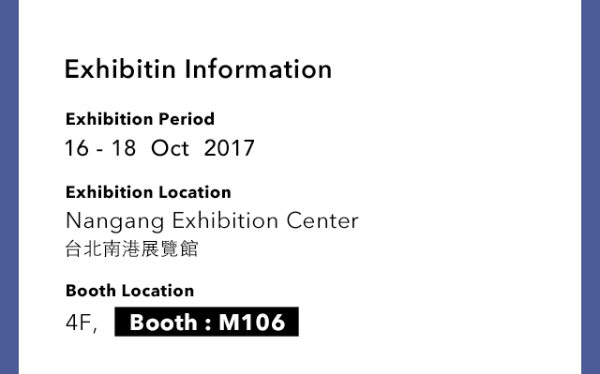 Exhibitin Information
Exhibition Period
16 - 18 Oct 2017
Exhibition Location
Nangang Exhibition Center
台北南港展覽館
Booth Location
4F, Booth : M106